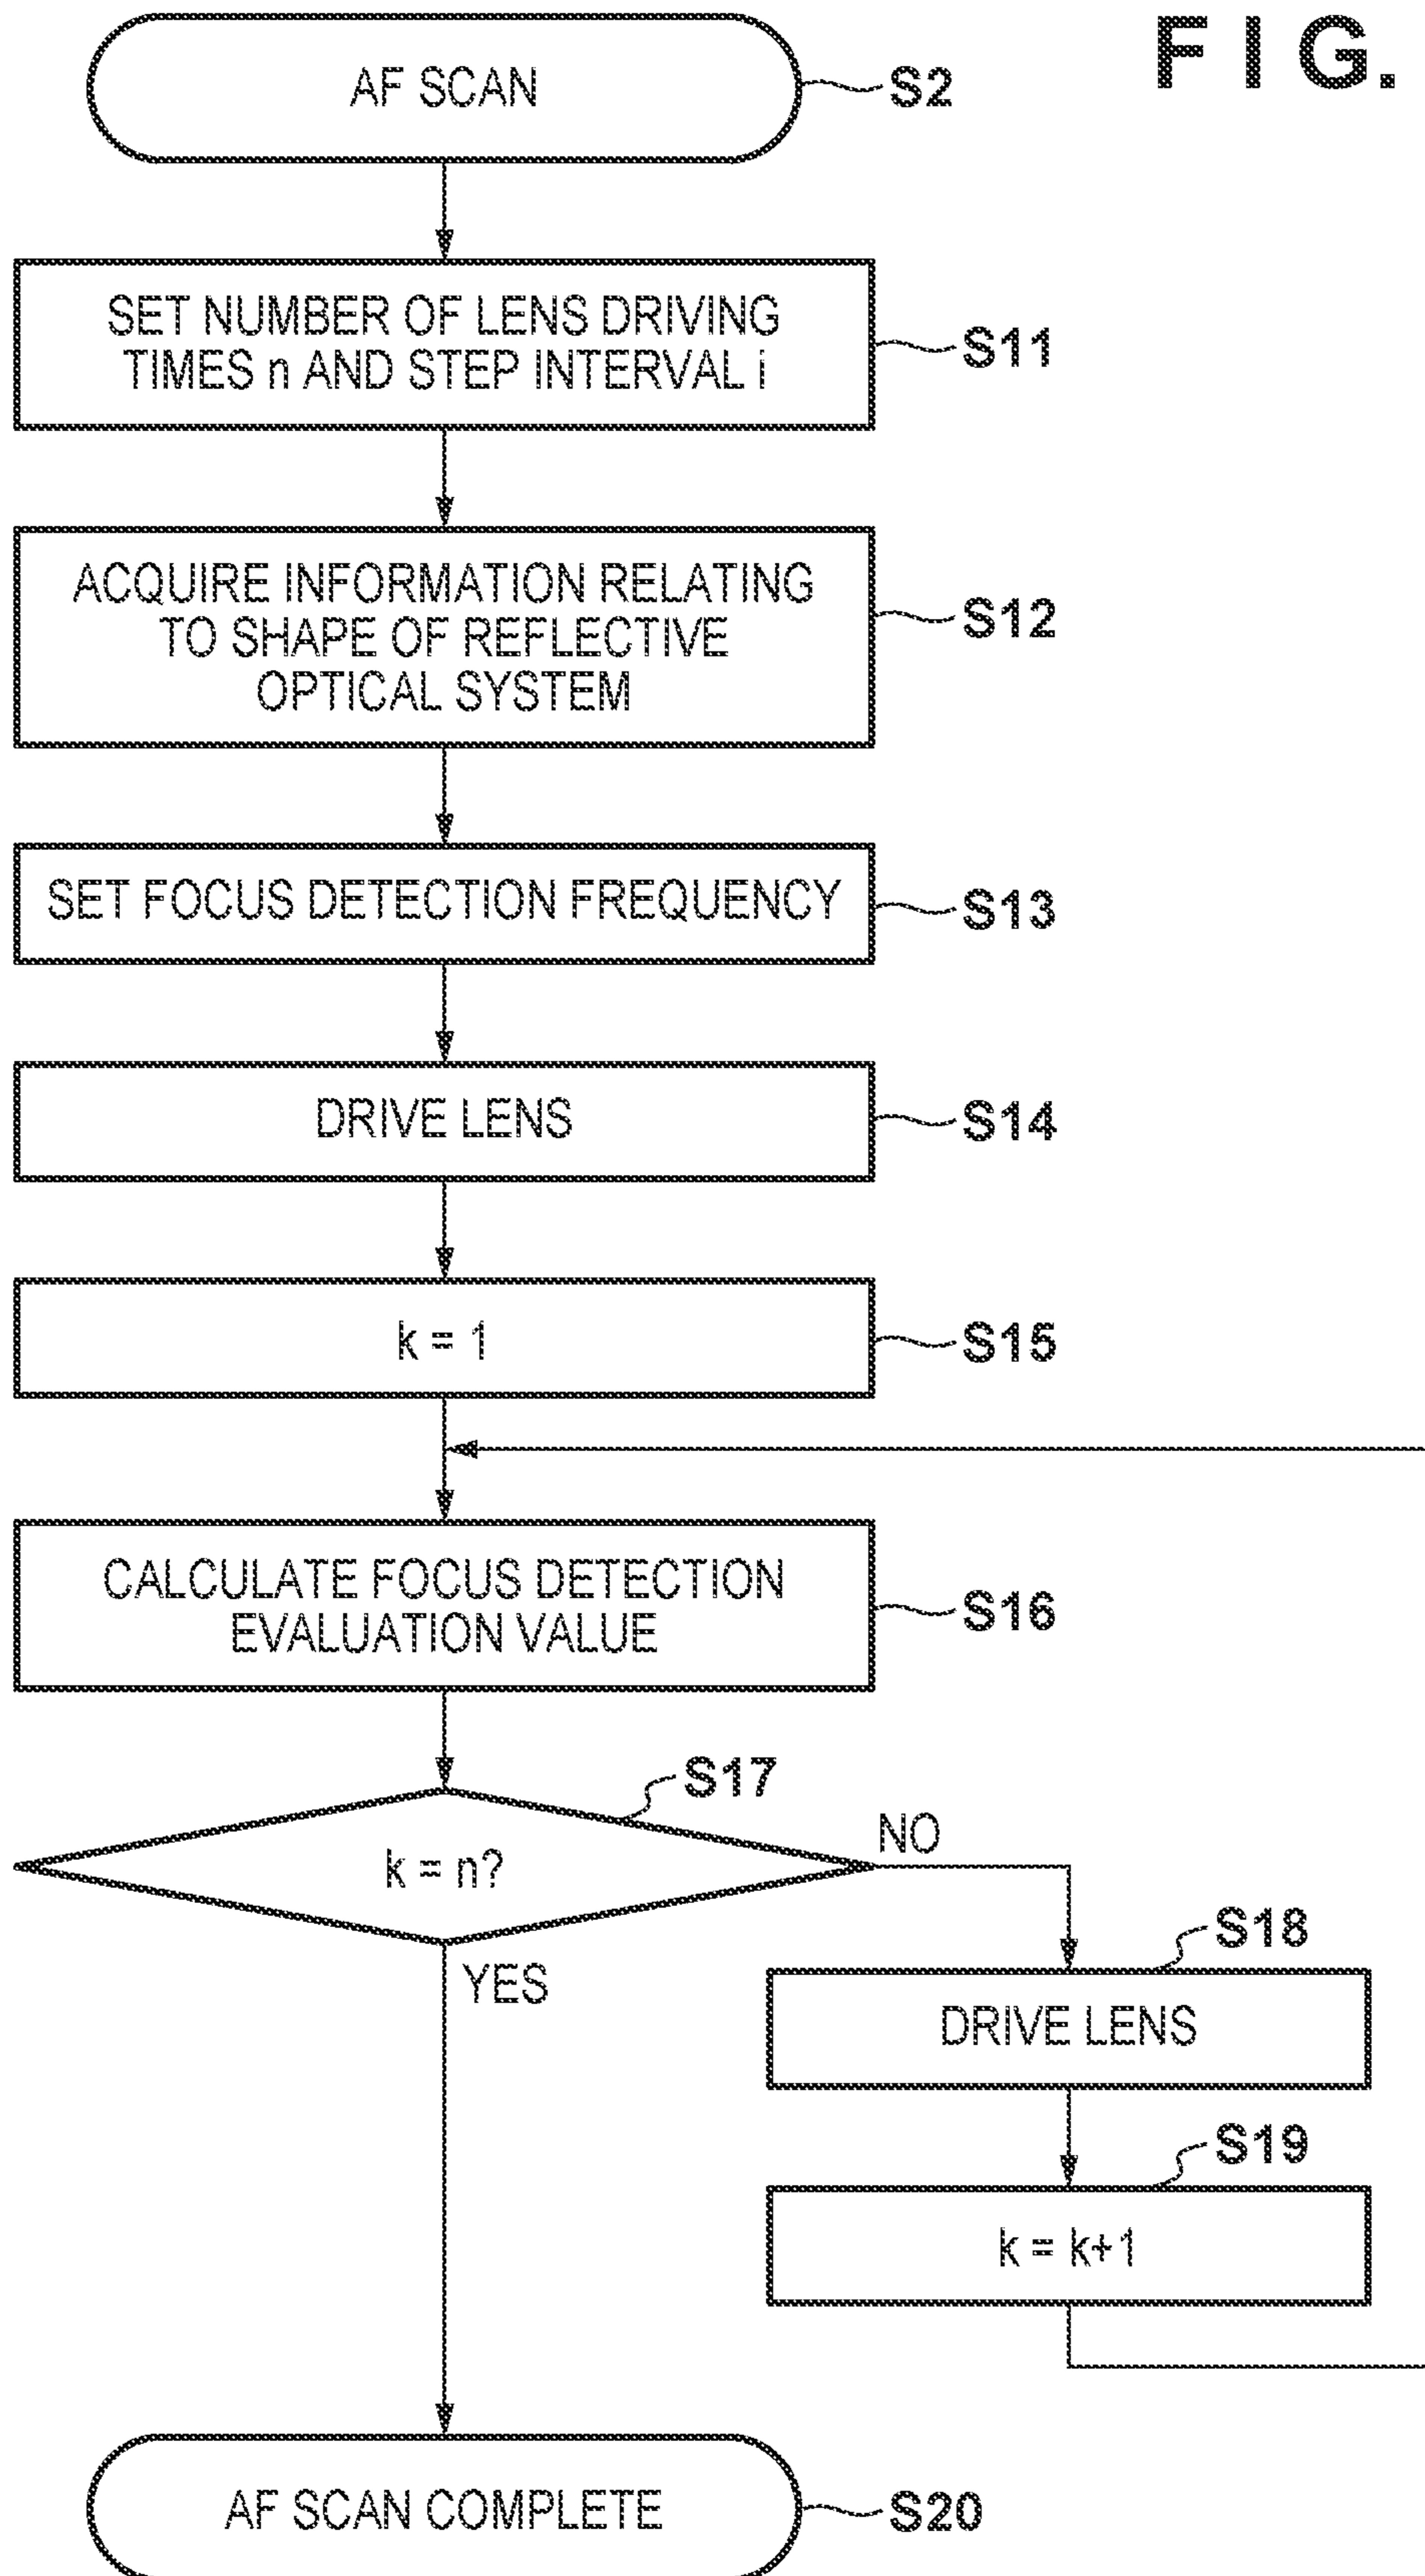 FIG.
AF SCAN
S2
SET NUMBER OF LENS DRIVING
TIMES n AND STEP INTERVAL i
S11
ACQUIRE INFORMATION RELATING
TO SHAPE OF REFLECTIVE
OPTICAL SYSTEM
S12
SET FOCUS DETECTION FREQUENCY
S13
DRIVE LENS
S14
k = 1
S15
CALCULATE FOCUS DETECTION
EVALUATION VALUE
S16
S17
k = n?
NO
YES
S18
DRIVE LENS
S19
k = k+1
AF SCAN COMPLETE
S20